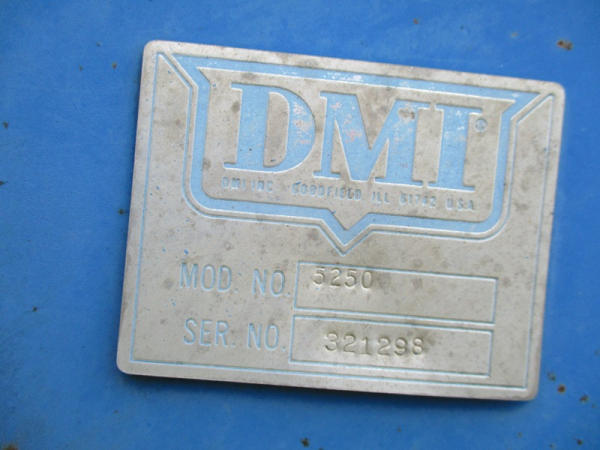 DMI®
DMI INC. GOODFIELD ILL 61742 U.S.A.
MOD. NO. 5250
SER. NO. 321298